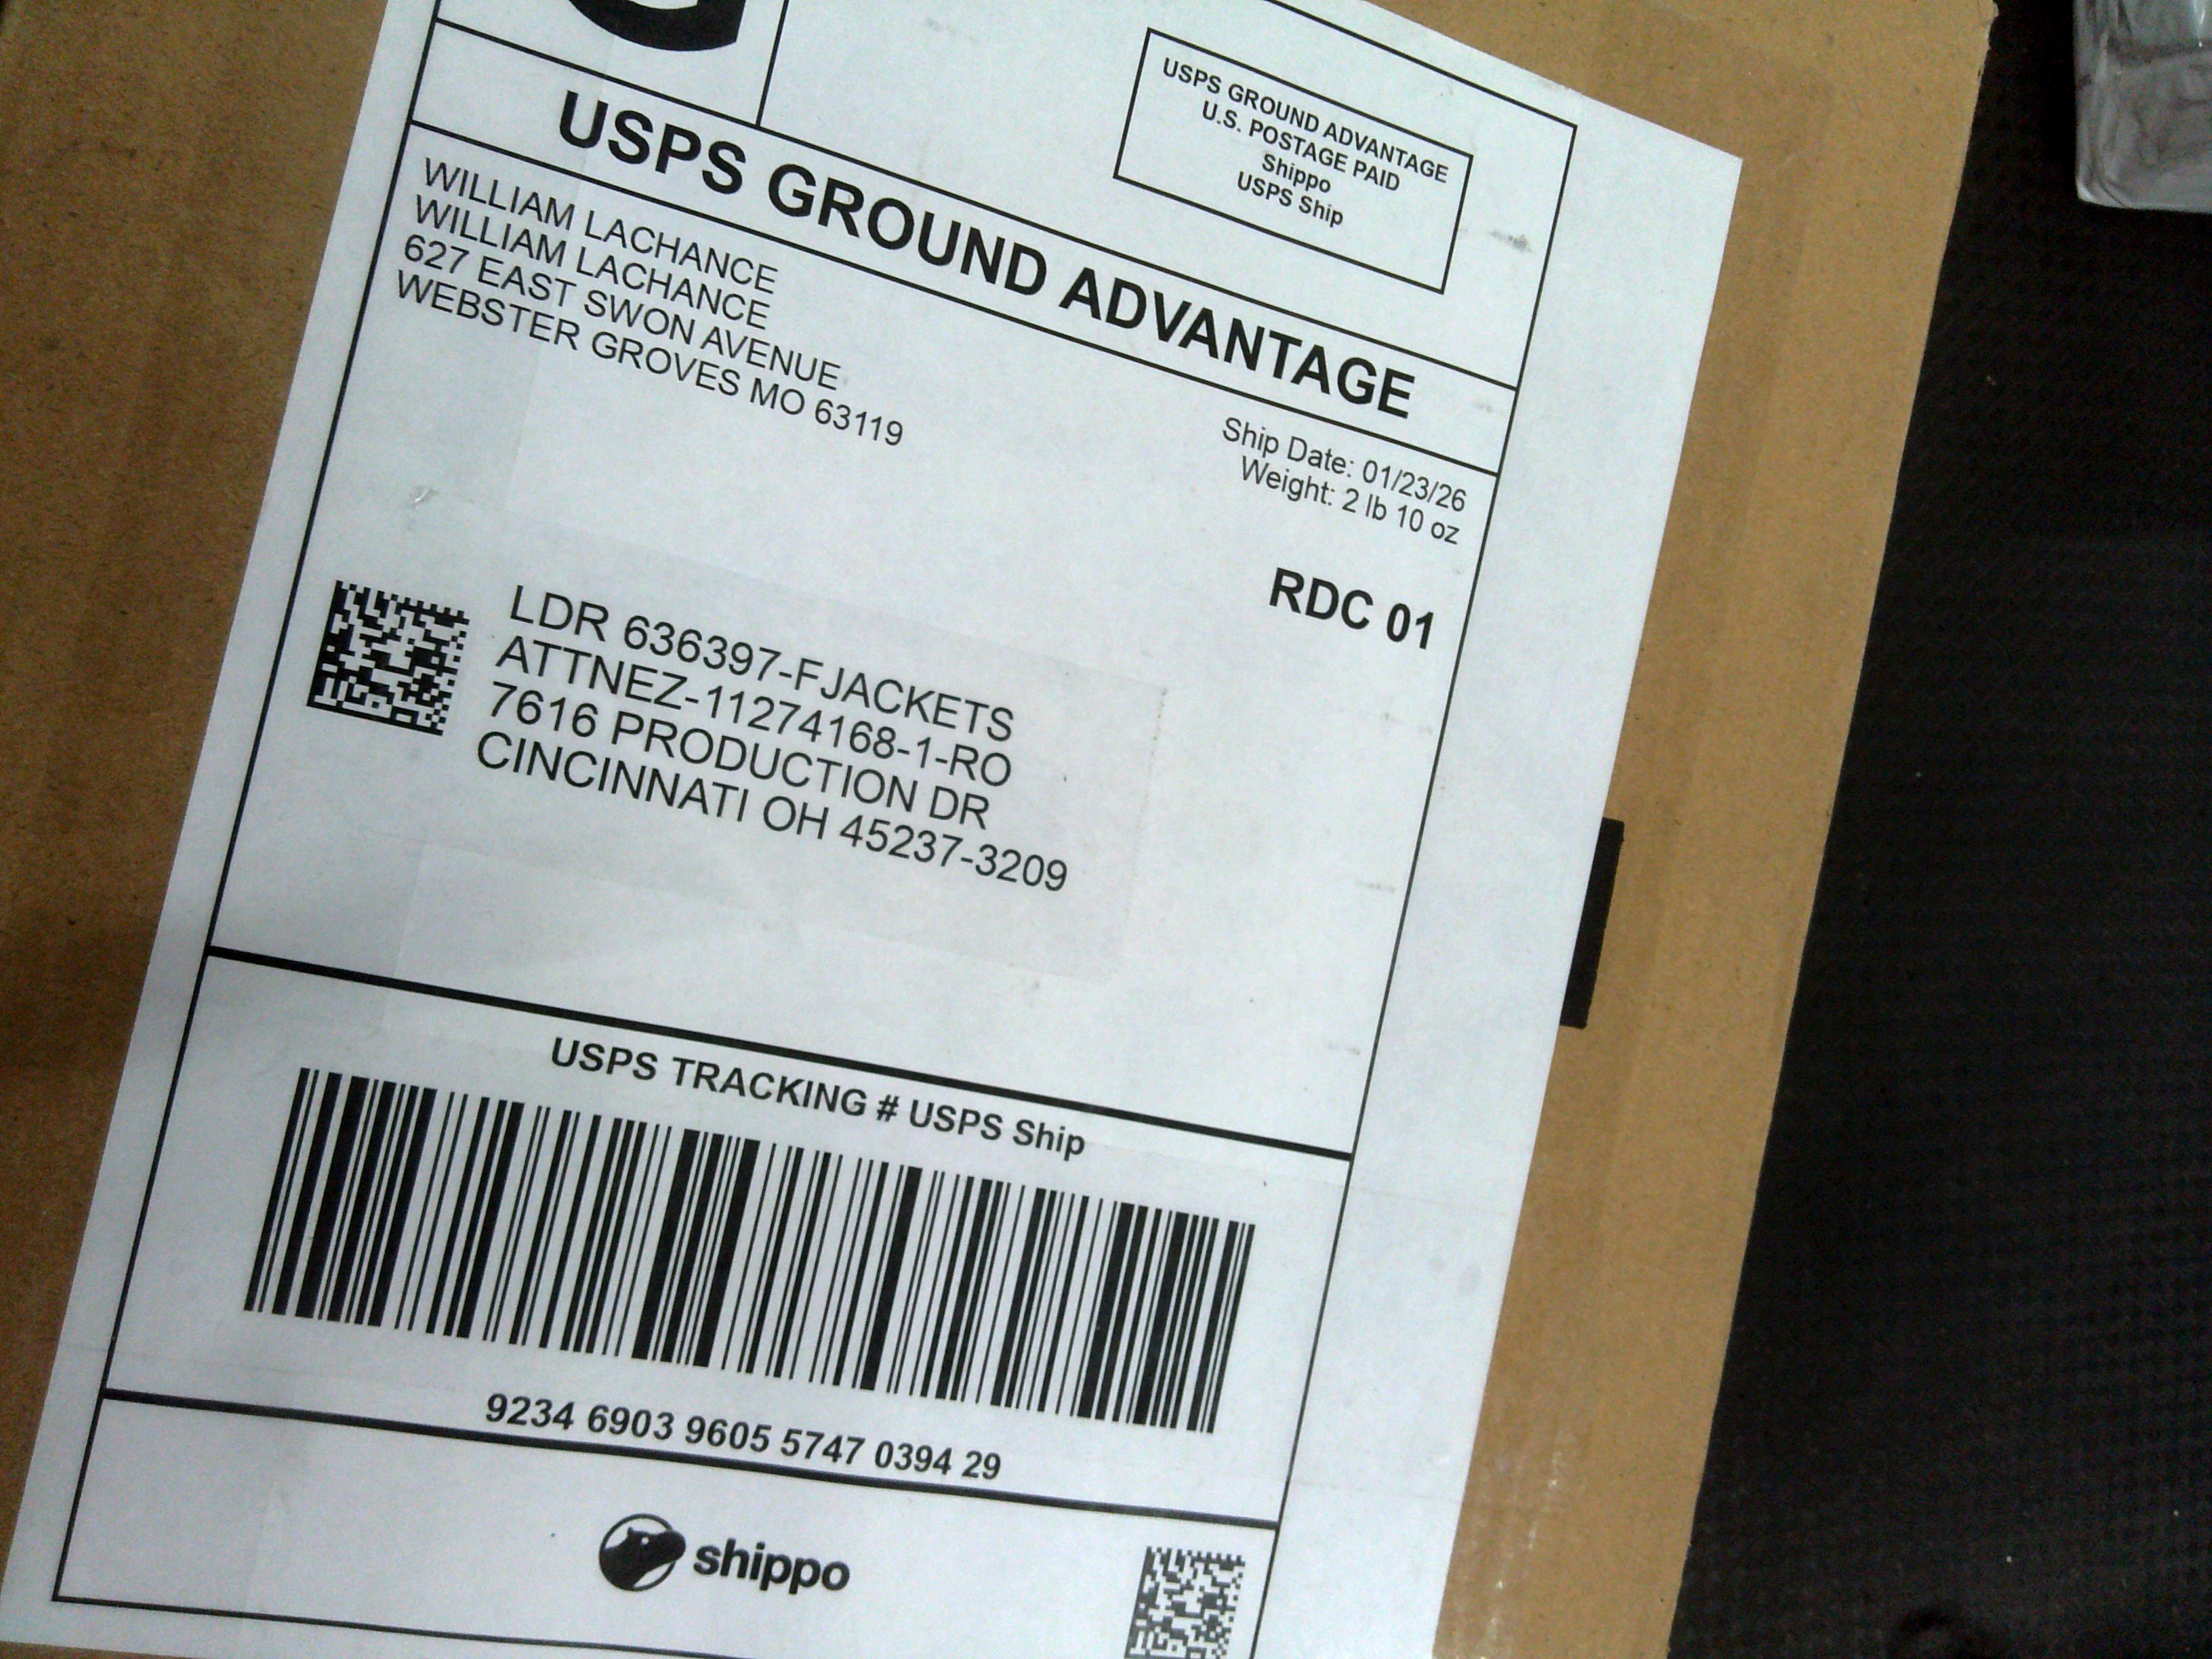 USPS GROUND ADVANTAGE
U.S. POSTAGE PAID
Shippo
USPS Ship
USPS GROUND ADVANTAGE
WILLIAM LACHANCE
WILLIAM LACHANCE
627 EAST SWON AVENUE
WEBSTER GROVES MO 63119
Ship Date: 01/23/26
Weight: 2 lb 10 oz
RDC 01
LDR 636397-FJACKETS
ATTNEZ-11274168-1-RO
7616 PRODUCTION DR
CINCINNATI OH 45237-3209
USPS TRACKING # USPS Ship
9234 6903 9605 5747 0394 29
shippo